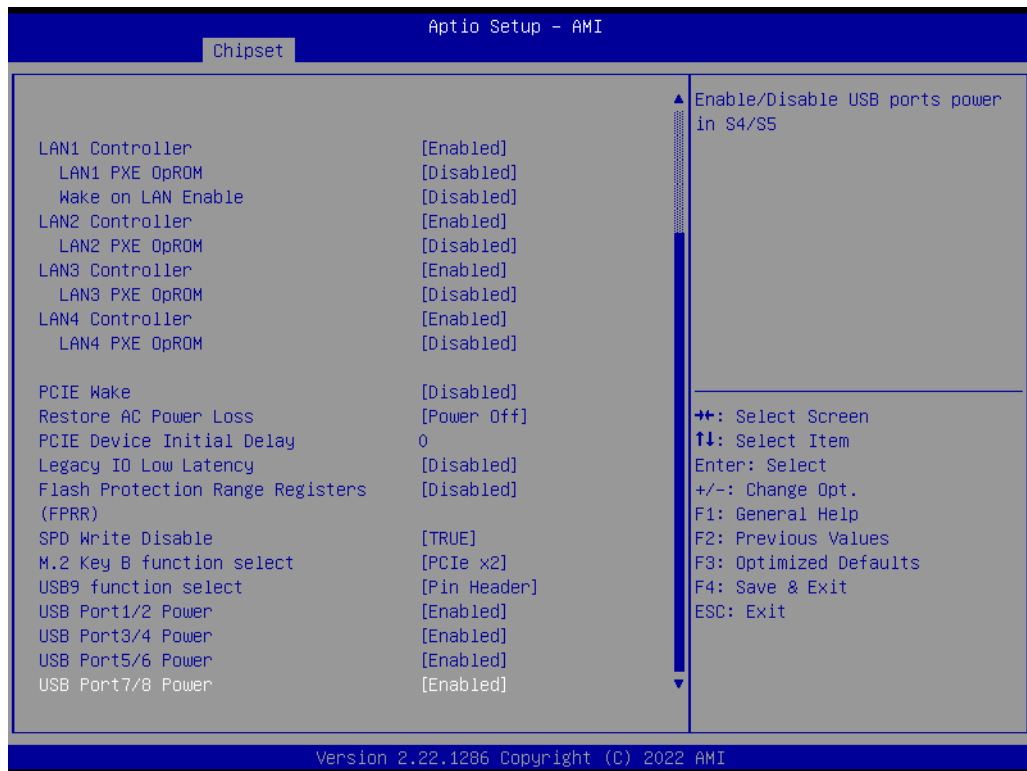 Aptio Setup – AMI
Chipset
LAN1 Controller [Enabled]
LAN1 PXE OpROM [Disabled]
Wake on LAN Enable [Disabled]
LAN2 Controller [Enabled]
LAN2 PXE OpROM [Disabled]
LAN3 Controller [Enabled]
LAN3 PXE OpROM [Disabled]
LAN4 Controller [Enabled]
LAN4 PXE OpROM [Disabled]
PCIE Wake [Disabled]
Restore AC Power Loss [Power Off]
PCIE Device Initial Delay 0
Legacy IO Low Latency [Disabled]
Flash Protection Range Registers [Disabled]
(FPRR)
SPD Write Disable [TRUE]
M.2 Key B function select [PCIe x2]
USB9 function select [Pin Header]
USB Port1/2 Power [Enabled]
USB Port3/4 Power [Enabled]
USB Port5/6 Power [Enabled]
USB Port7/8 Power [Enabled]
Enable/Disable USB ports power
in S4/S5
→←: Select Screen
↑↓: Select Item
Enter: Select
+/-: Change Opt.
F1: General Help
F2: Previous Values
F3: Optimized Defaults
F4: Save & Exit
ESC: Exit
Version 2.22.1286 Copyright (C) 2022 AMI